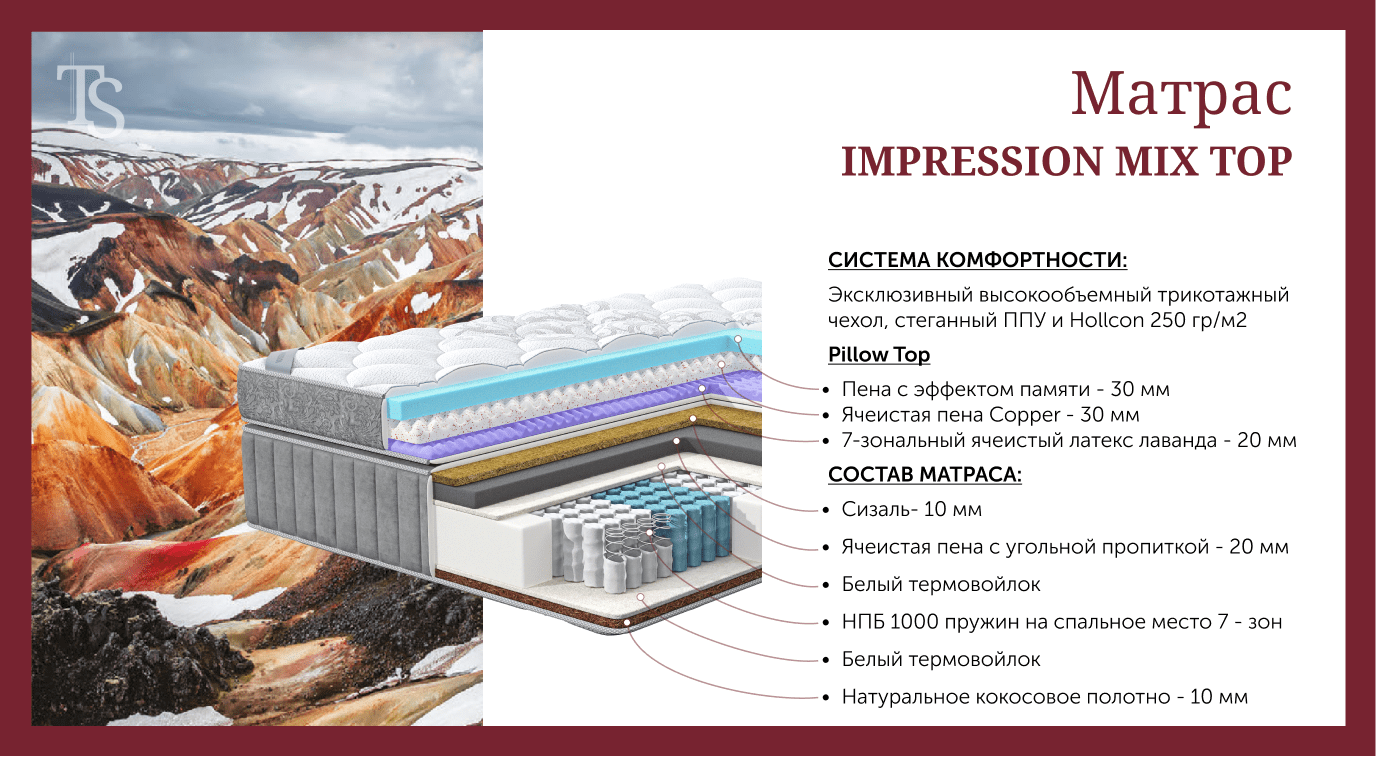 TS
Матрас
IMPRESSION MIX TOP
СИСТЕМА КОМФОРТНОСТИ:
Эксклюзивный высокообъемный трикотажный
чехол, стеганный ППУ и Hollcon 250 гр/м2
Pillow Top
• Пена с эффектом памяти - 30 мм
• Ячеистая пена Copper - 30 мм
• 7-зональный ячеистый латекс лаванда - 20 мм
СОСТАВ МАТРАСА:
• Сизаль- 10 мм
• Ячеистая пена с угольной пропиткой - 20 мм
• Белый термовойлок
• НПБ 1000 пружин на спальное место 7 - зон
• Белый термовойлок
• Натуральное кокосовое полотно - 10 мм